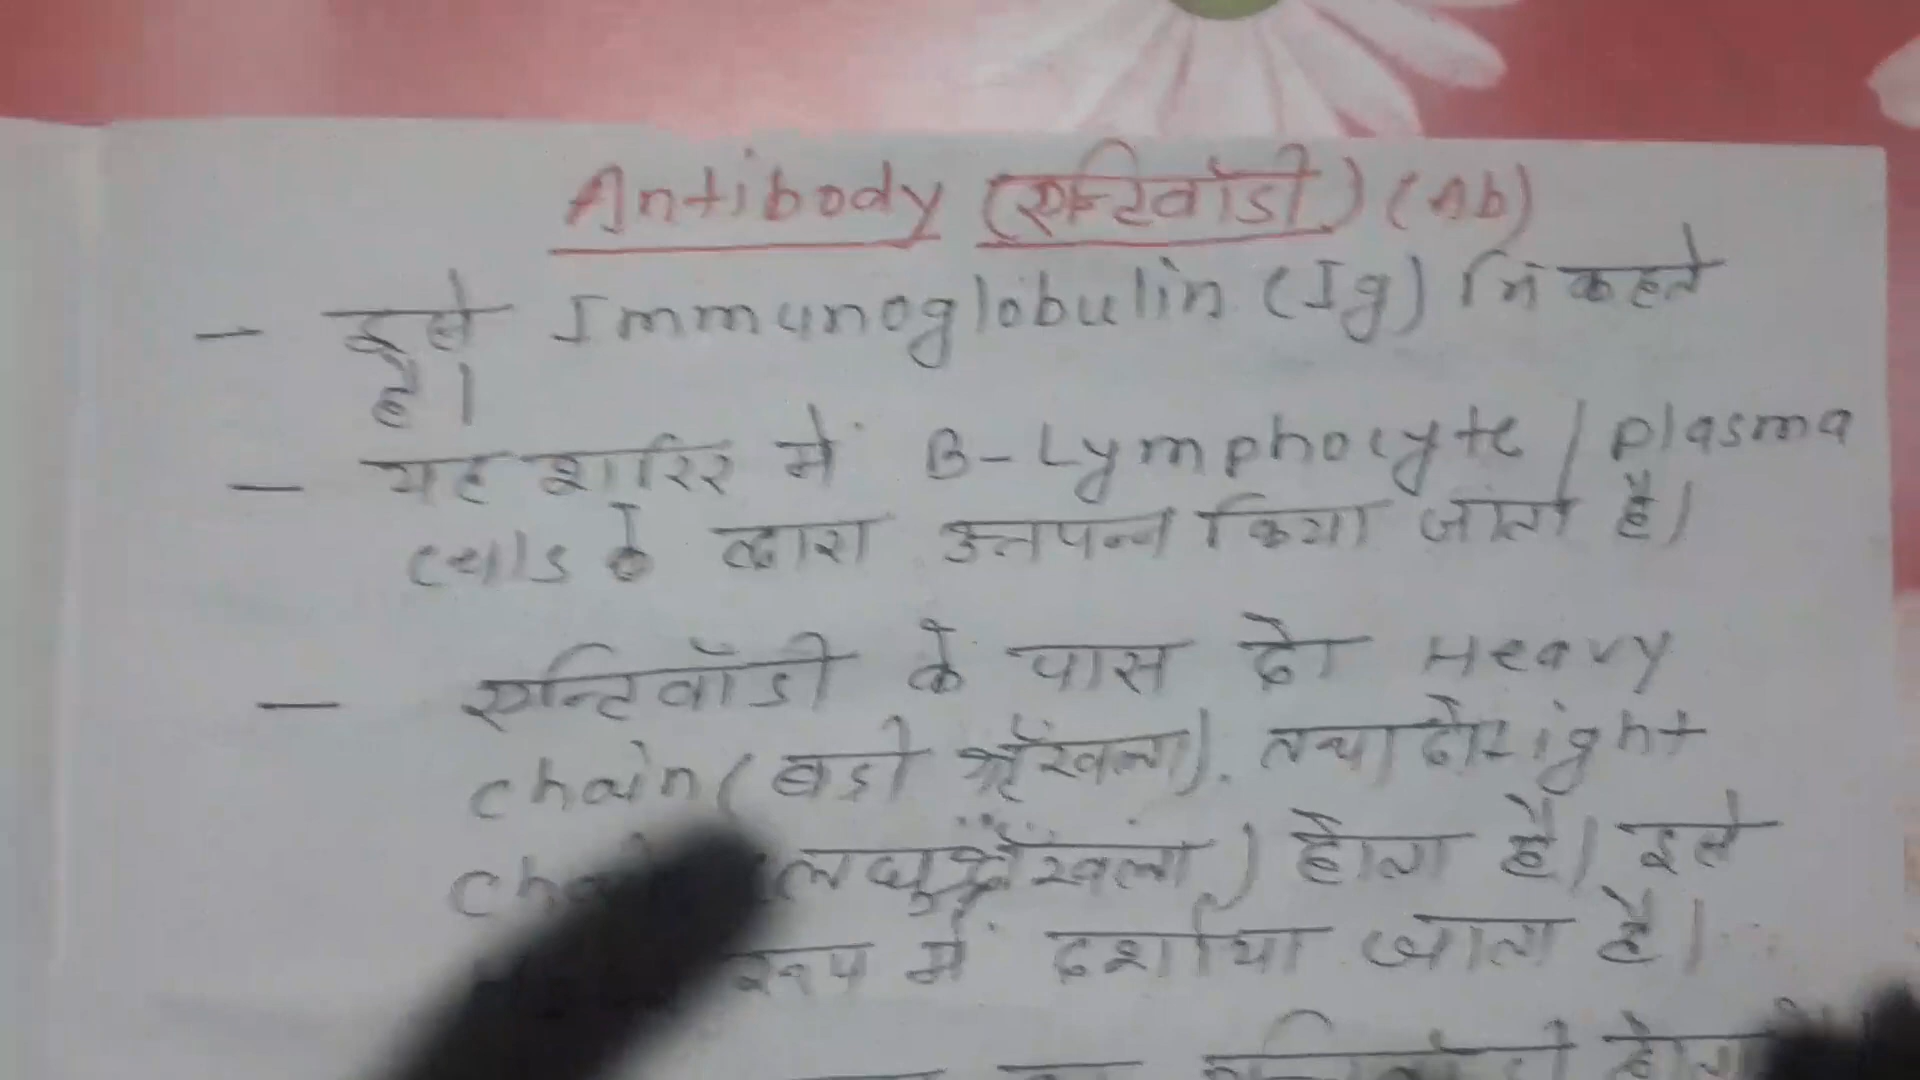 Antibody (एन्टिबॉडी) (Ab)
- इसे Immunoglobulin (Ig) कहते
है।
- यह शरिर में B-Lymphocyte / plasma
cells के द्वारा उत्तपन्न किया जाता है।
- एन्टिबॉडी के पास दो Heavy
chain (बडी श्रृंखला). तथा दो Light
लघु श्रृंखला) होता है। इसे
रूप में दर्शाया जाता है।